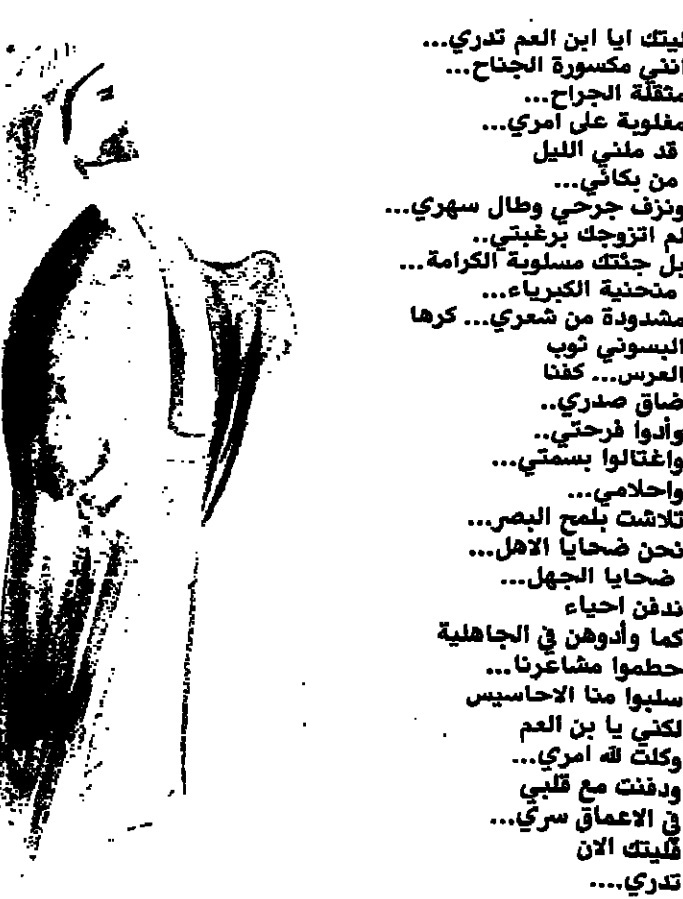 ليتك ايا ابن العم تدري...
انني مكسورة الجناح...
مثقلة الجراح...
مغلوبة على امري...
قد ملني الليل
من بكائي...
ونزف جرحي وطال سهري...
لم اتزوجك برغبتي..
بل جئتك مسلوبة الكرامة...
منحنية الكبرياء...
مشدودة من شعري... كرها
البسوني ثوب
العرس... كفنا
ضاق صدري..
وأدوا فرحتي..
واغتالوا بسمتي...
واحلامي...
تلاشت بلمح البصر...
نحن ضحايا الاهل...
ضحايا الجهل...
ندفن احياء
كما وأدوهن في الجاهلية
حطموا مشاعرنا...
سلبوا منا الاحاسيس
لكني يا بن العم
وكلت لله امري...
ودفنت مع قلبي
في الاعماق سري...
فليتك الان
تدري....